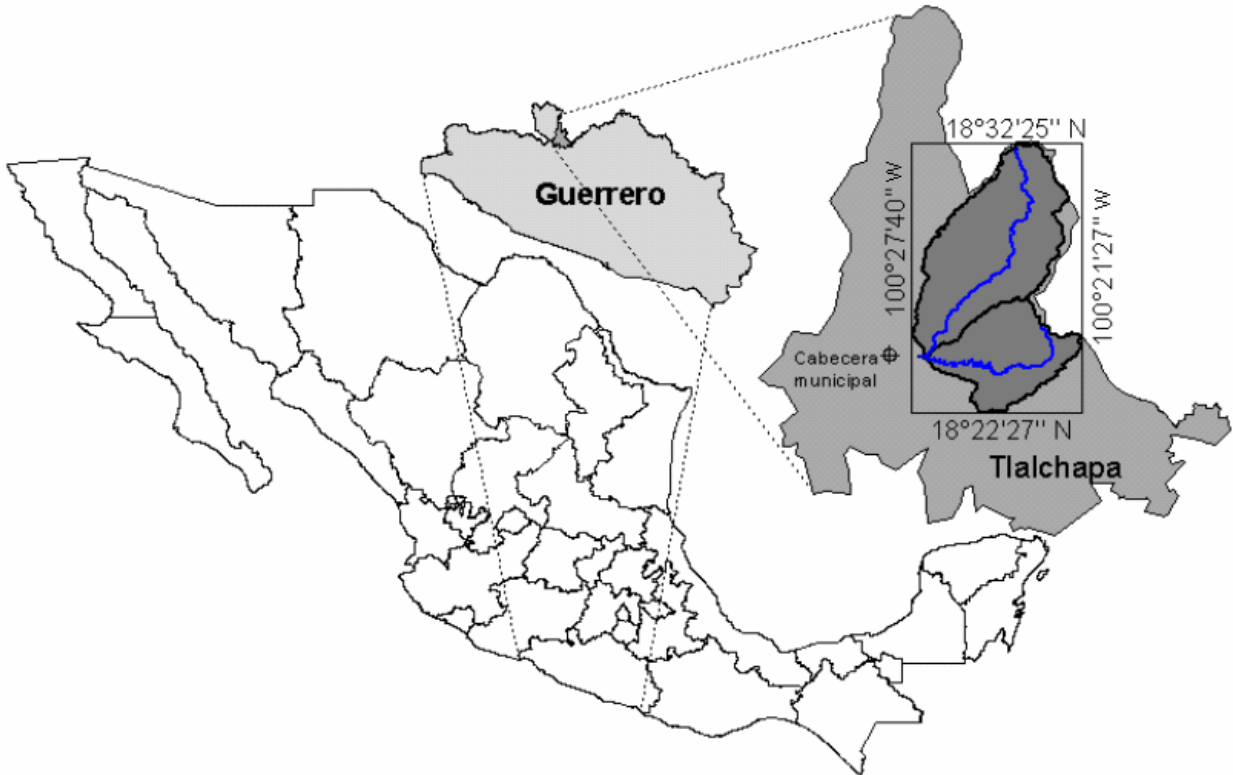 18°32'25'' N
Guerrero
100°27'40'' W
100°21'27'' W
Cabecera
municipal
18°22'27'' N
Tlalchapa